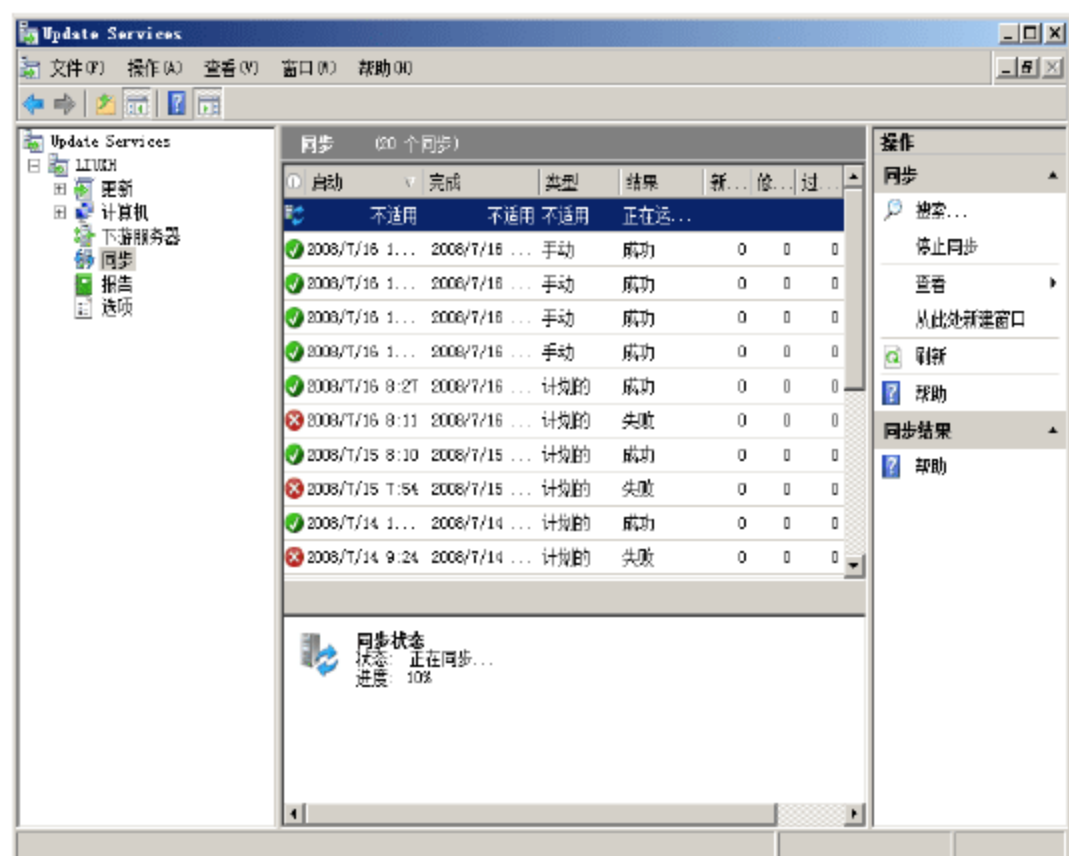 Update Services
文件(F) 操作(A) 查看(V) 窗口(W) 帮助(H)
Update Services
LIUXH
更新
计算机
下游服务器
同步
报告
选项
同步 (20 个同步)
启动 完成 类型 结果 新... 修... 过...
不适用 不适用 不适用 正在运...
2008/7/16 1... 2008/7/16 ... 手动 成功 0 0 0
2008/7/16 1... 2008/7/16 ... 手动 成功 0 0 0
2008/7/16 1... 2008/7/16 ... 手动 成功 0 0 0
2008/7/16 1... 2008/7/16 ... 手动 成功 0 0 0
2008/7/16 8:27 2008/7/16 ... 计划的 成功 0 0 0
2008/7/16 8:11 2008/7/16 ... 计划的 失败 0 0 0
2008/7/15 8:10 2008/7/15 ... 计划的 成功 0 0 0
2008/7/15 7:54 2008/7/15 ... 计划的 失败 0 0 0
2008/7/14 1... 2008/7/14 ... 计划的 成功 0 0 0
2008/7/14 9:24 2008/7/14 ... 计划的 失败 0 0 0
同步状态
状态: 正在同步...
进度: 10%
操作
同步
搜索...
停止同步
查看
从此处新建窗口
刷新
帮助
同步结果
帮助